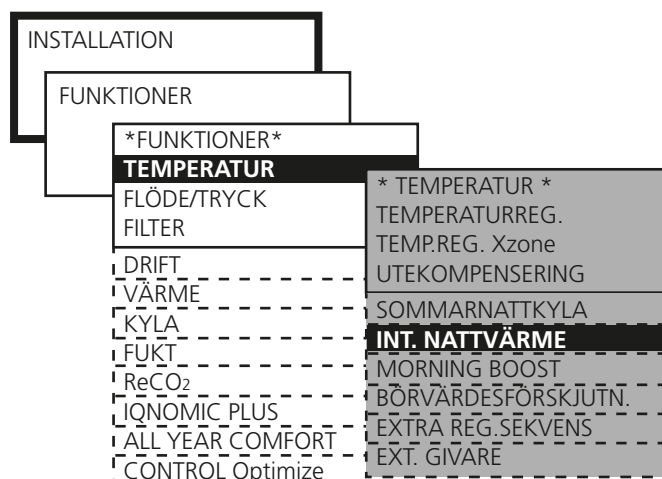 INSTALLATION
FUNKTIONER
*FUNKTIONER*
TEMPERATUR
FLÖDE/TRYCK
FILTER
DRIFT
VÄRME
KYLA
FUKT
ReCO2
IQNOMIC PLUS
ALL YEAR COMFORT
CONTROL Optimize
* TEMPERATUR *
TEMPERATURREG.
TEMP.REG. Xzone
UTEKOMPENSERING
SOMMARNATTKYLA
INT. NATTVÄRME
MORNING BOOST
BÖRVÄRDESFÖRSKJUTN.
EXTRA REG.SEKVENS
EXT. GIVARE